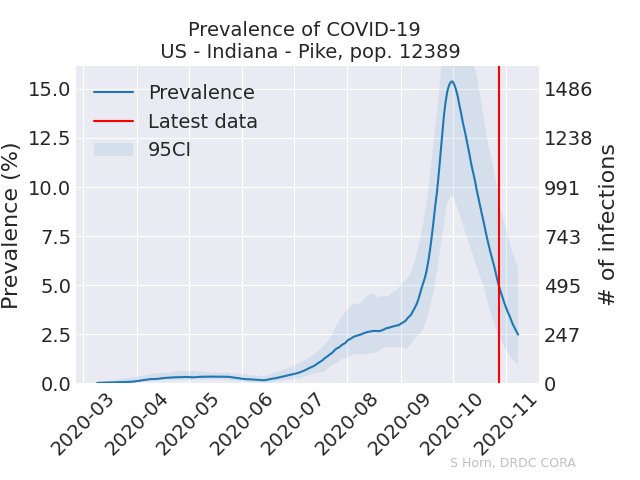 Prevalence of COVID-19
US - Indiana - Pike, pop. 12389
Prevalence
Latest data
95CI
Prevalence (%)
15.0
12.5
10.0
7.5
5.0
2.5
0.0
1486
1238
991
743
495
247
0
# of infections
2020-03
2020-04
2020-05
2020-06
2020-07
2020-08
2020-09
2020-10
2020-11
S Horn, DRDC CORA